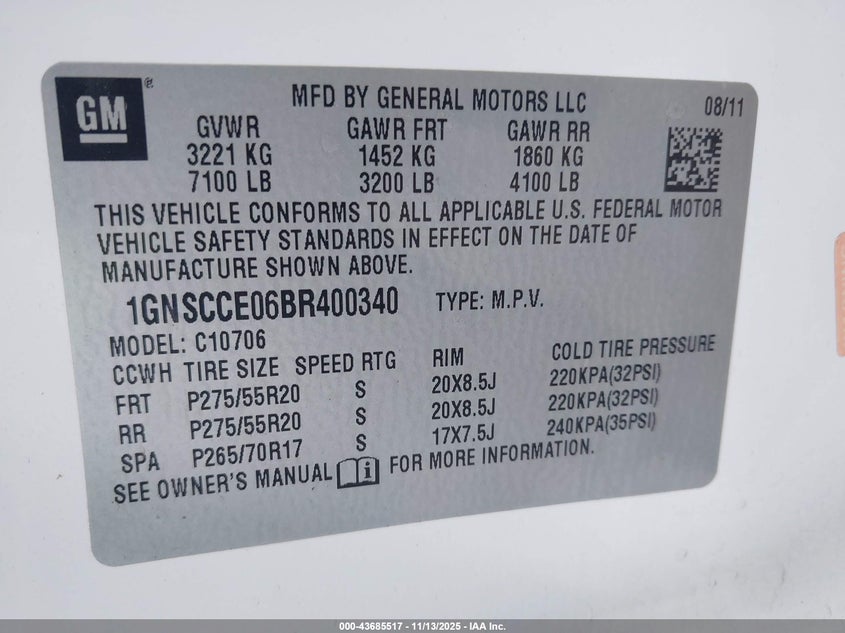 GM®
MFD BY GENERAL MOTORS LLC 08/11
GVWR GAWR FRT GAWR RR
3221 KG 1452 KG 1860 KG
7100 LB 3200 LB 4100 LB
THIS VEHICLE CONFORMS TO ALL APPLICABLE U.S. FEDERAL MOTOR
VEHICLE SAFETY STANDARDS IN EFFECT ON THE DATE OF
MANUFACTURE SHOWN ABOVE.
1GNSCCE06BR400340 TYPE: M.P.V.
MODEL: C10706
CCWH TIRE SIZE SPEED RTG RIM COLD TIRE PRESSURE
FRT P275/55R20 S 20X8.5J 220KPA(32PSI)
RR P275/55R20 S 20X8.5J 220KPA(32PSI)
SPA P265/70R17 S 17X7.5J 240KPA(35PSI)
SEE OWNER'S MANUAL i FOR MORE INFORMATION.
000-43685517 - 11/13/2025 - IAA Inc.